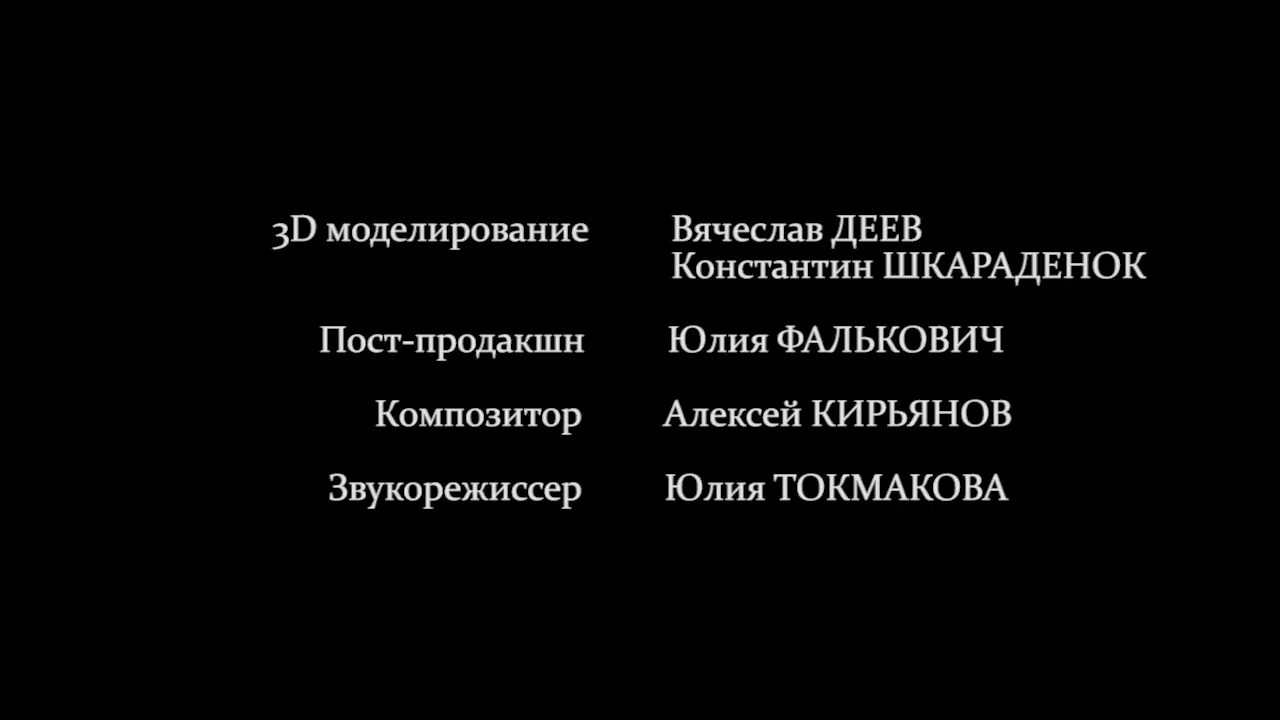 3D моделирование Вячеслав ДЕЕВ
Константин ШКАРАДЕНОК
Пост-продакшн Юлия ФАЛЬКОВИЧ
Композитор Алексей КИРЬЯНОВ
Звукорежиссер Юлия ТОКМАКОВА